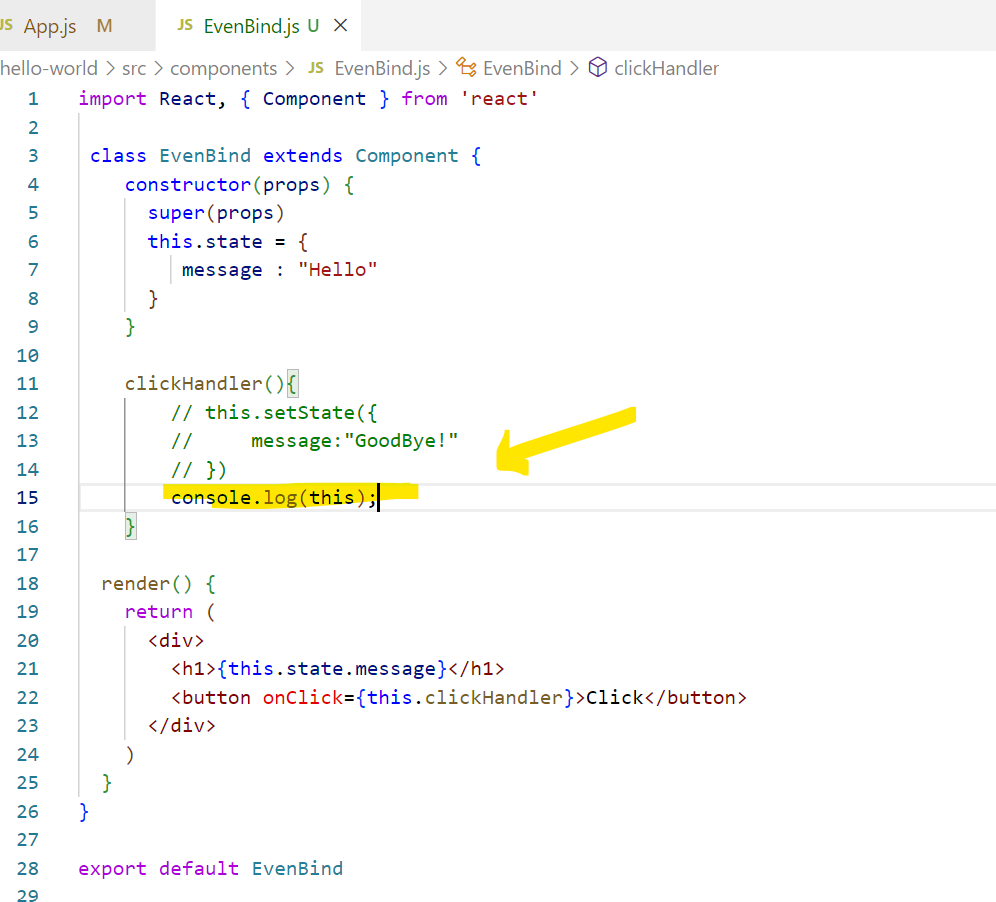 JS App.js M JS EvenBind.js U
hello-world > src > components > JS EvenBind.js > EvenBind > clickHandler
1 import React, { Component } from 'react'
2
3 class EvenBind extends Component {
4 constructor(props) {
5 super(props)
6 this.state = {
7 message : "Hello"
8 }
9 }
10
11 clickHandler(){
12 // this.setState({
13 // message:"GoodBye!"
14 // })
15 console.log(this);
16 }
17
18 render() {
19 return (
20 <div>
21 <h1>{this.state.message}</h1>
22 <button onClick={this.clickHandler}>Click</button>
23 </div>
24 )
25 }
26 }
27
28 export default EvenBind
29